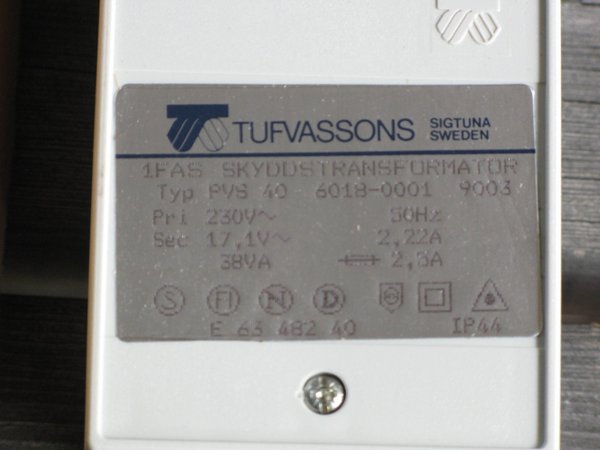 TUFVASSONS SIGTUNA SWEDEN
1FAS SKYDDSTRANSFORMATOR
Typ PVS 40 6018-0001 9003
Pri 230V~ 50Hz
Sec 17,1V~ 2,22A
38VA 2,5A
S FI N D
E 63 482 40 IP44